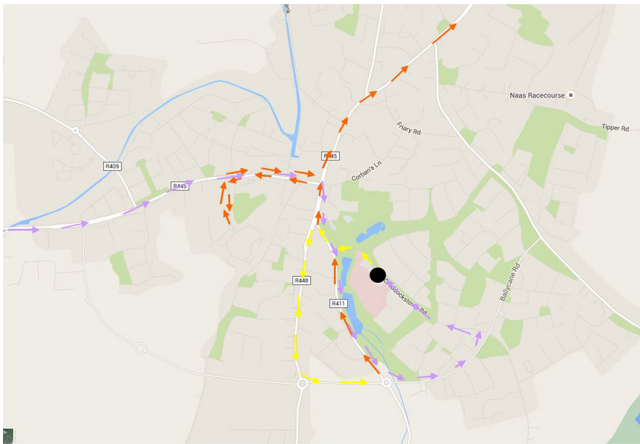 Naas Racecourse
Friary Rd
Tipper Rd
R445
R409
Corban's Ln
R445
Ballycane Rd
R448
R411